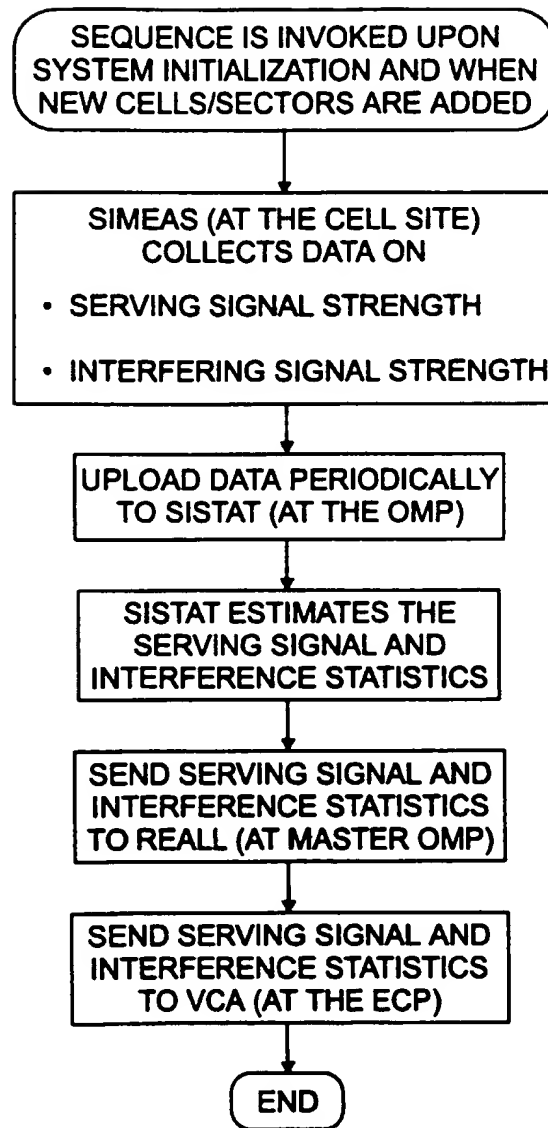 SEQUENCE IS INVOKED UPON
SYSTEM INITIALIZATION AND WHEN
NEW CELLS/SECTORS ARE ADDED
SIMEAS (AT THE CELL SITE)
COLLECTS DATA ON
• SERVING SIGNAL STRENGTH
• INTERFERING SIGNAL STRENGTH
UPLOAD DATA PERIODICALLY
TO SISTAT (AT THE OMP)
SISTAT ESTIMATES THE
SERVING SIGNAL AND
INTERFERENCE STATISTICS
SEND SERVING SIGNAL AND
INTERFERENCE STATISTICS
TO REALL (AT MASTER OMP)
SEND SERVING SIGNAL AND
INTERFERENCE STATISTICS
TO VCA (AT THE ECP)
END